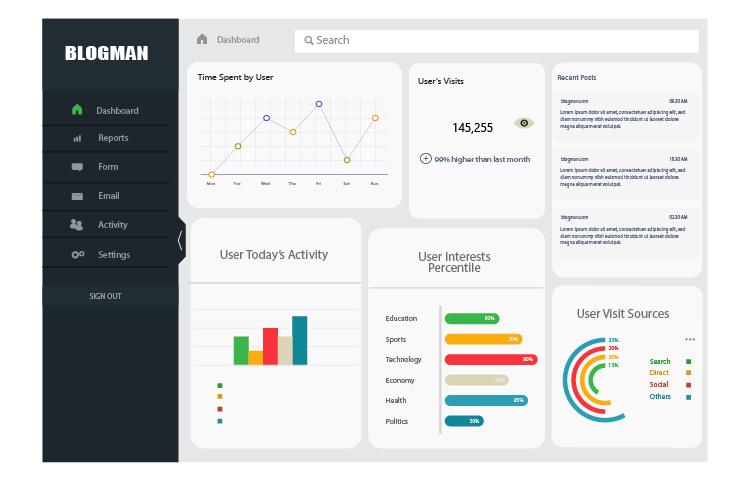 BLOGMAN
Dashboard
Reports
Form
Email
Activity
Settings
SIGN OUT
Dashboard
Search
Time Spent by User
Mon Tue Wed The Fri Sat Sun
User's Visits
145,255
99% higher than last month
Recent Posts
blogman.com 08.30 AM
Lorem ipsum dolor sit amet, consectetuer adipiscing elit, sed
diam nonummy nibh euismod tincidunt ut laoreet dolore
magna aliquam erat volutpat.
blogman.com 10.30 AM
Lorem ipsum dolor sit amet, consectetuer adipiscing elit, sed
diam nonummy nibh euismod tincidunt ut laoreet dolore
magna aliquam erat volutpat.
blogman.com 03.30 AM
Lorem ipsum dolor sit amet, consectetuer adipiscing elit, sed
diam nonummy nibh euismod tincidunt ut laoreet dolore
magna aliquam erat volutpat.
User Today's Activity
User Interests
Percentile
Education 60%
Sports 70%
Technology 80%
Economy
Health 85%
Politics 50%
User Visit Sources
35%
20%
30%
15%
Search
Direct
Social
Others